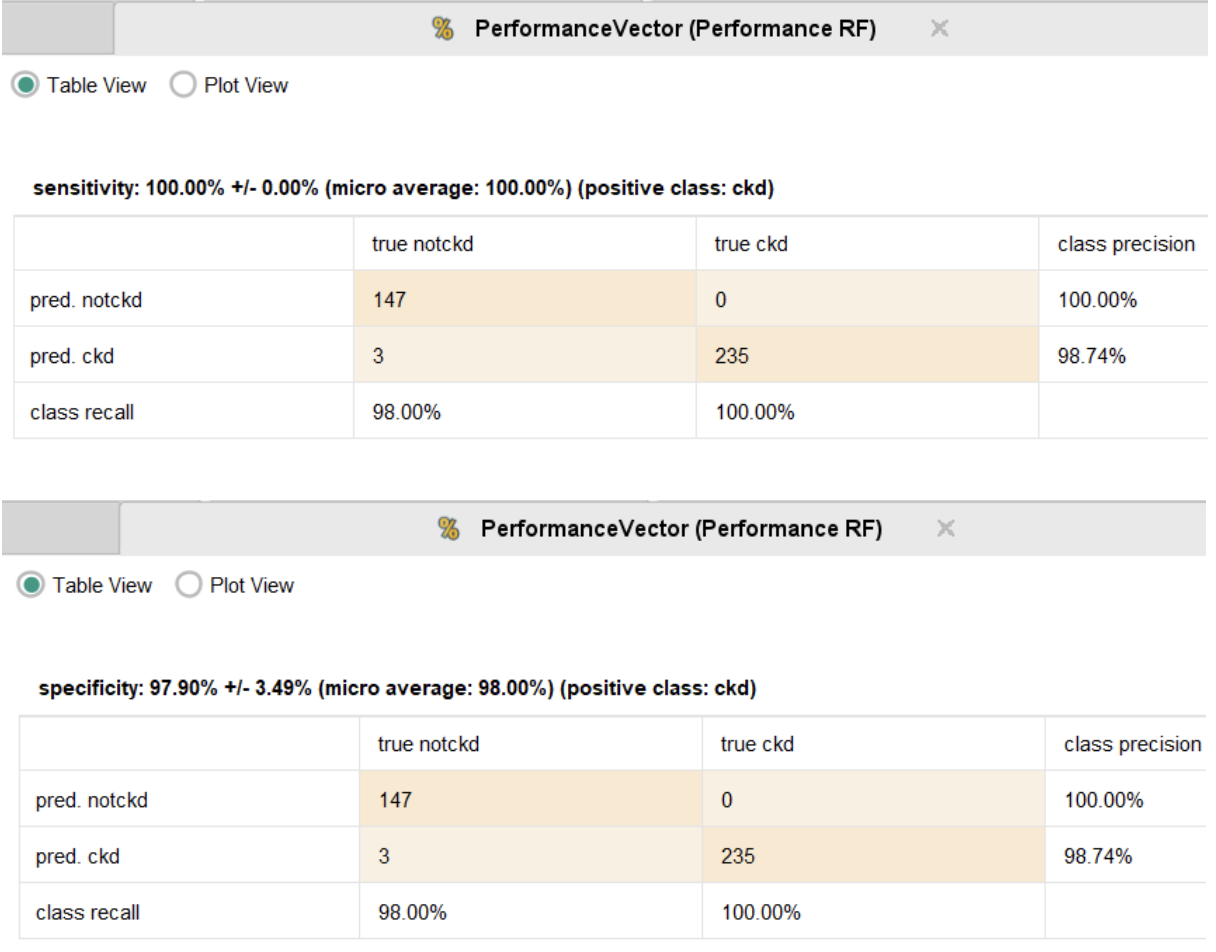 PerformanceVector (Performance RF)
Table View Plot View
sensitivity: 100.00% +/- 0.00% (micro average: 100.00%) (positive class: ckd)
true notckd true ckd class precision
pred. notckd 147 0 100.00%
pred. ckd 3 235 98.74%
class recall 98.00% 100.00%
PerformanceVector (Performance RF)
Table View Plot View
specificity: 97.90% +/- 3.49% (micro average: 98.00%) (positive class: ckd)
true notckd true ckd class precision
pred. notckd 147 0 100.00%
pred. ckd 3 235 98.74%
class recall 98.00% 100.00%